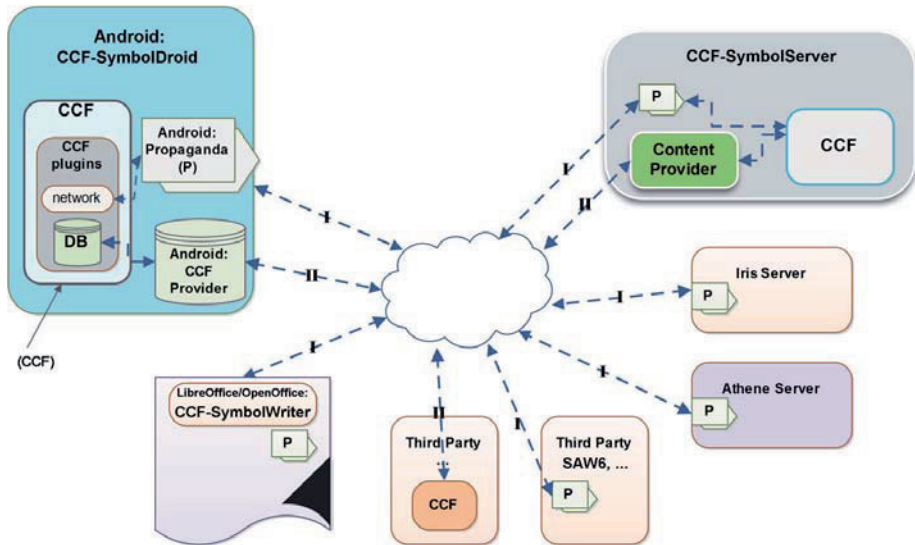 Android:
CCF-SymbolDroid
CCF
CCF
plugins
network
DB
Android:
Propaganda
(P)
Android:
CCF
Provider
(CCF)
CCF-SymbolServer
P
Content
Provider
CCF
I
II
I
II
I
I
I
II
I
Iris Server
P
Athene Server
P
LibreOffice/OpenOffice:
CCF-SymbolWriter
P
Third Party
...
CCF
Third Party
SAW6, ...
P